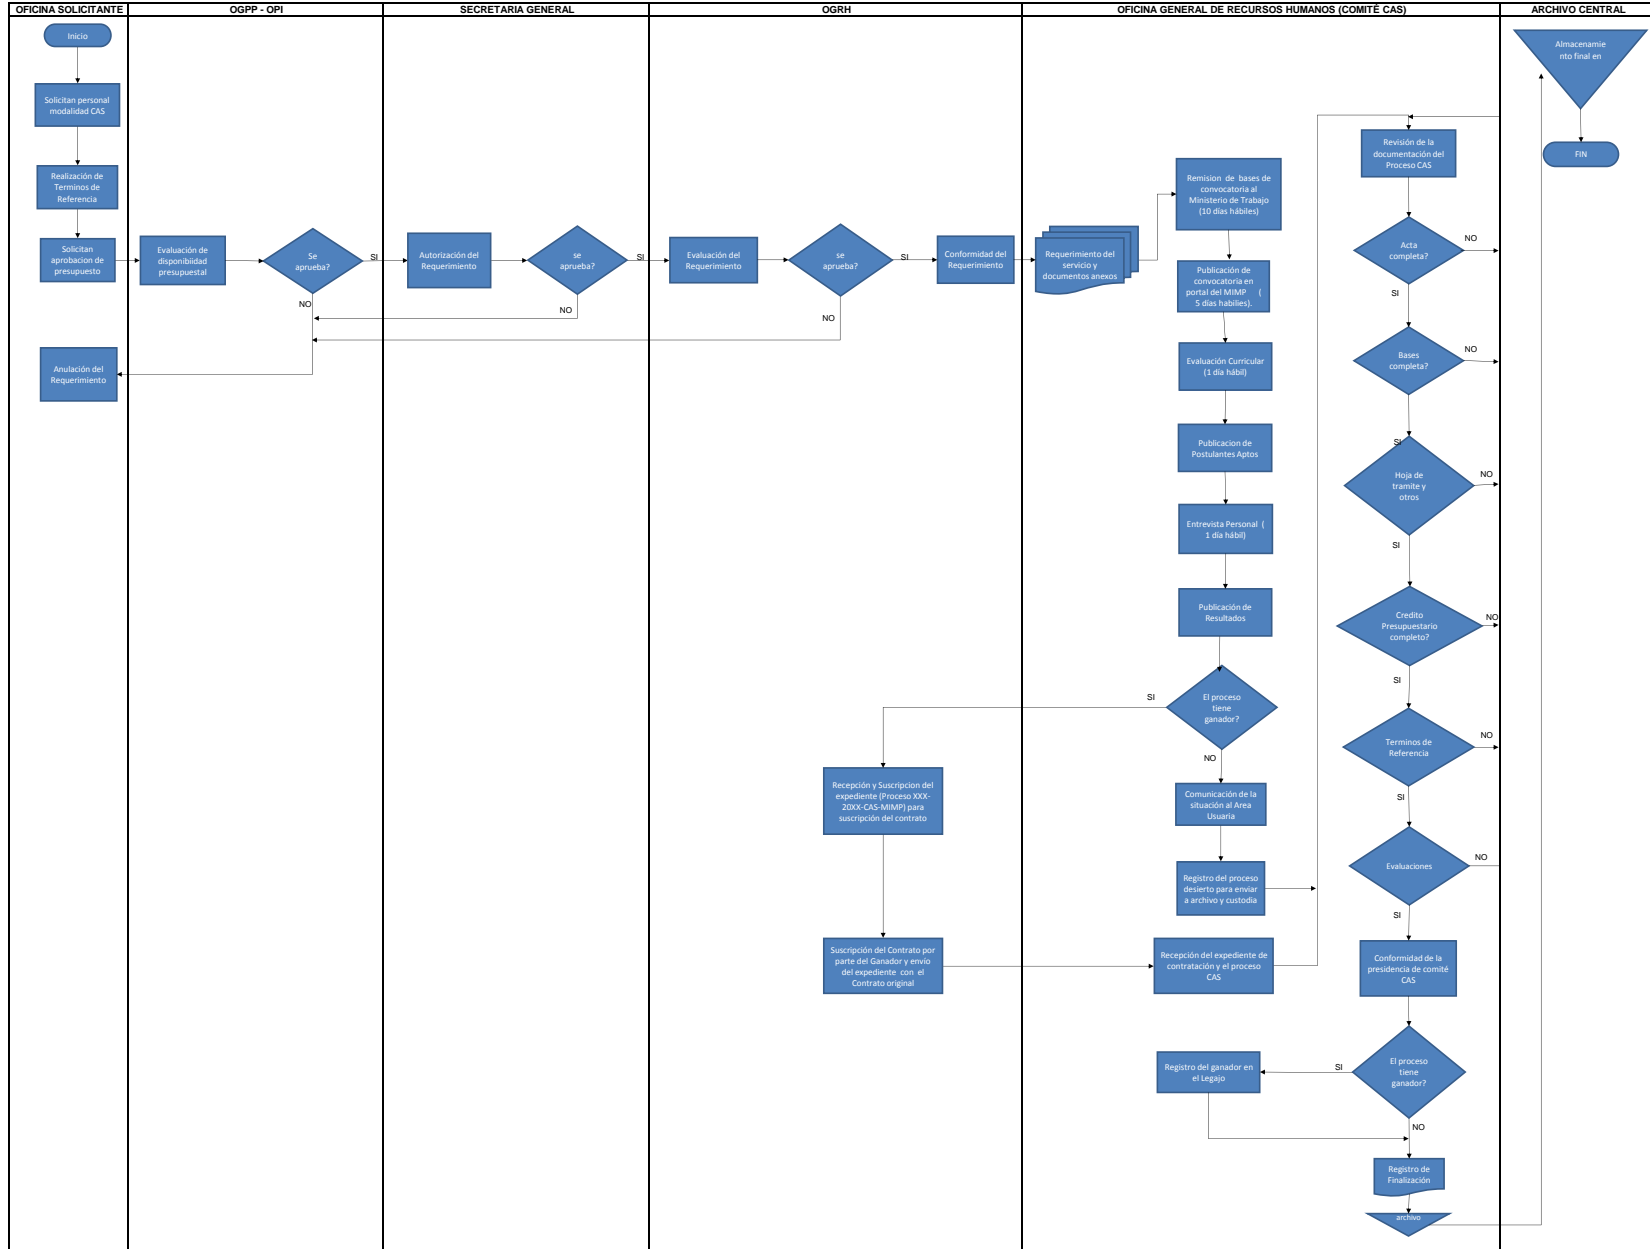 OFICINA SOLICITANTE
OGPP - OPI
SECRETARIA GENERAL
OGRH
OFICINA GENERAL DE RECURSOS HUMANOS (COMITÉ CAS)
ARCHIVO CENTRAL
Inicio
Solicitan personal
modalidad CAS
Realización de
Terminos de
Referencia
Solicitan
aprobacion de
presupuesto
Anulación del
Requerimiento
Evaluación de
disponibiidad
presupuestal
Se
aprueba?
SI
NO
Autorización del
Requerimiento
se
aprueba?
SI
NO
Evaluación del
Requerimiento
se
aprueba?
SI
NO
Conformidad del
Requerimiento
Requerimiento del
servicio y
documentos anexos
Remision de bases de
convocatoria al
Ministerio de Trabajo
(10 días hábiles)
Publicación de
convocatoria en
portal del MIMP (
5 días habilies).
Evaluación Curricular
(1 día hábil)
Publicacion de
Postulantes Aptos
Entrevista Personal (
1 día hábil)
Publicación de
Resultados
El proceso
tiene
ganador?
SI
NO
Recepción y Suscripcion del
expediente (Proceso XXX-
20XX-CAS-MIMP) para
suscripción del contrato
Comunicación de la
situación al Area
Usuaria
Registro del proceso
desierto para enviar
a archivo y custodia
Suscripción del Contrato por
parte del Ganador y envío
del expediente con el
Contrato original
Recepción del expediente de
contratación y el proceso
CAS
Revisión de la
documentación del
Proceso CAS
Acta
completa?
NO
SI
Bases
completa?
NO
SI
Hoja de
tramite y
otros
NO
SI
Credito
Presupuestario
completo?
NO
SI
Terminos de
Referencia
NO
SI
Evaluaciones
NO
SI
Conformidad de la
presidencia de comité
CAS
El proceso
tiene
ganador?
SI
NO
Registro del ganador en
el Legajo
Registro de
Finalización
archivo
Almacenamie
nto final en
FIN